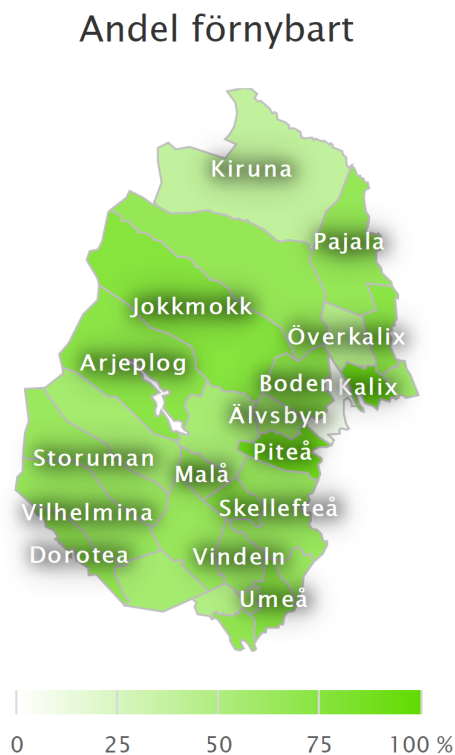 Andel förnybart
Kiruna
Pajala
Jokkmokk
Överkalix
Arjeplog
Boden
Kalix
Älvsbyn
Piteå
Storuman
Malå
Skellefteå
Vilhelmina
Dorotea
Vindeln
Umeå
0 25 50 75 100 %